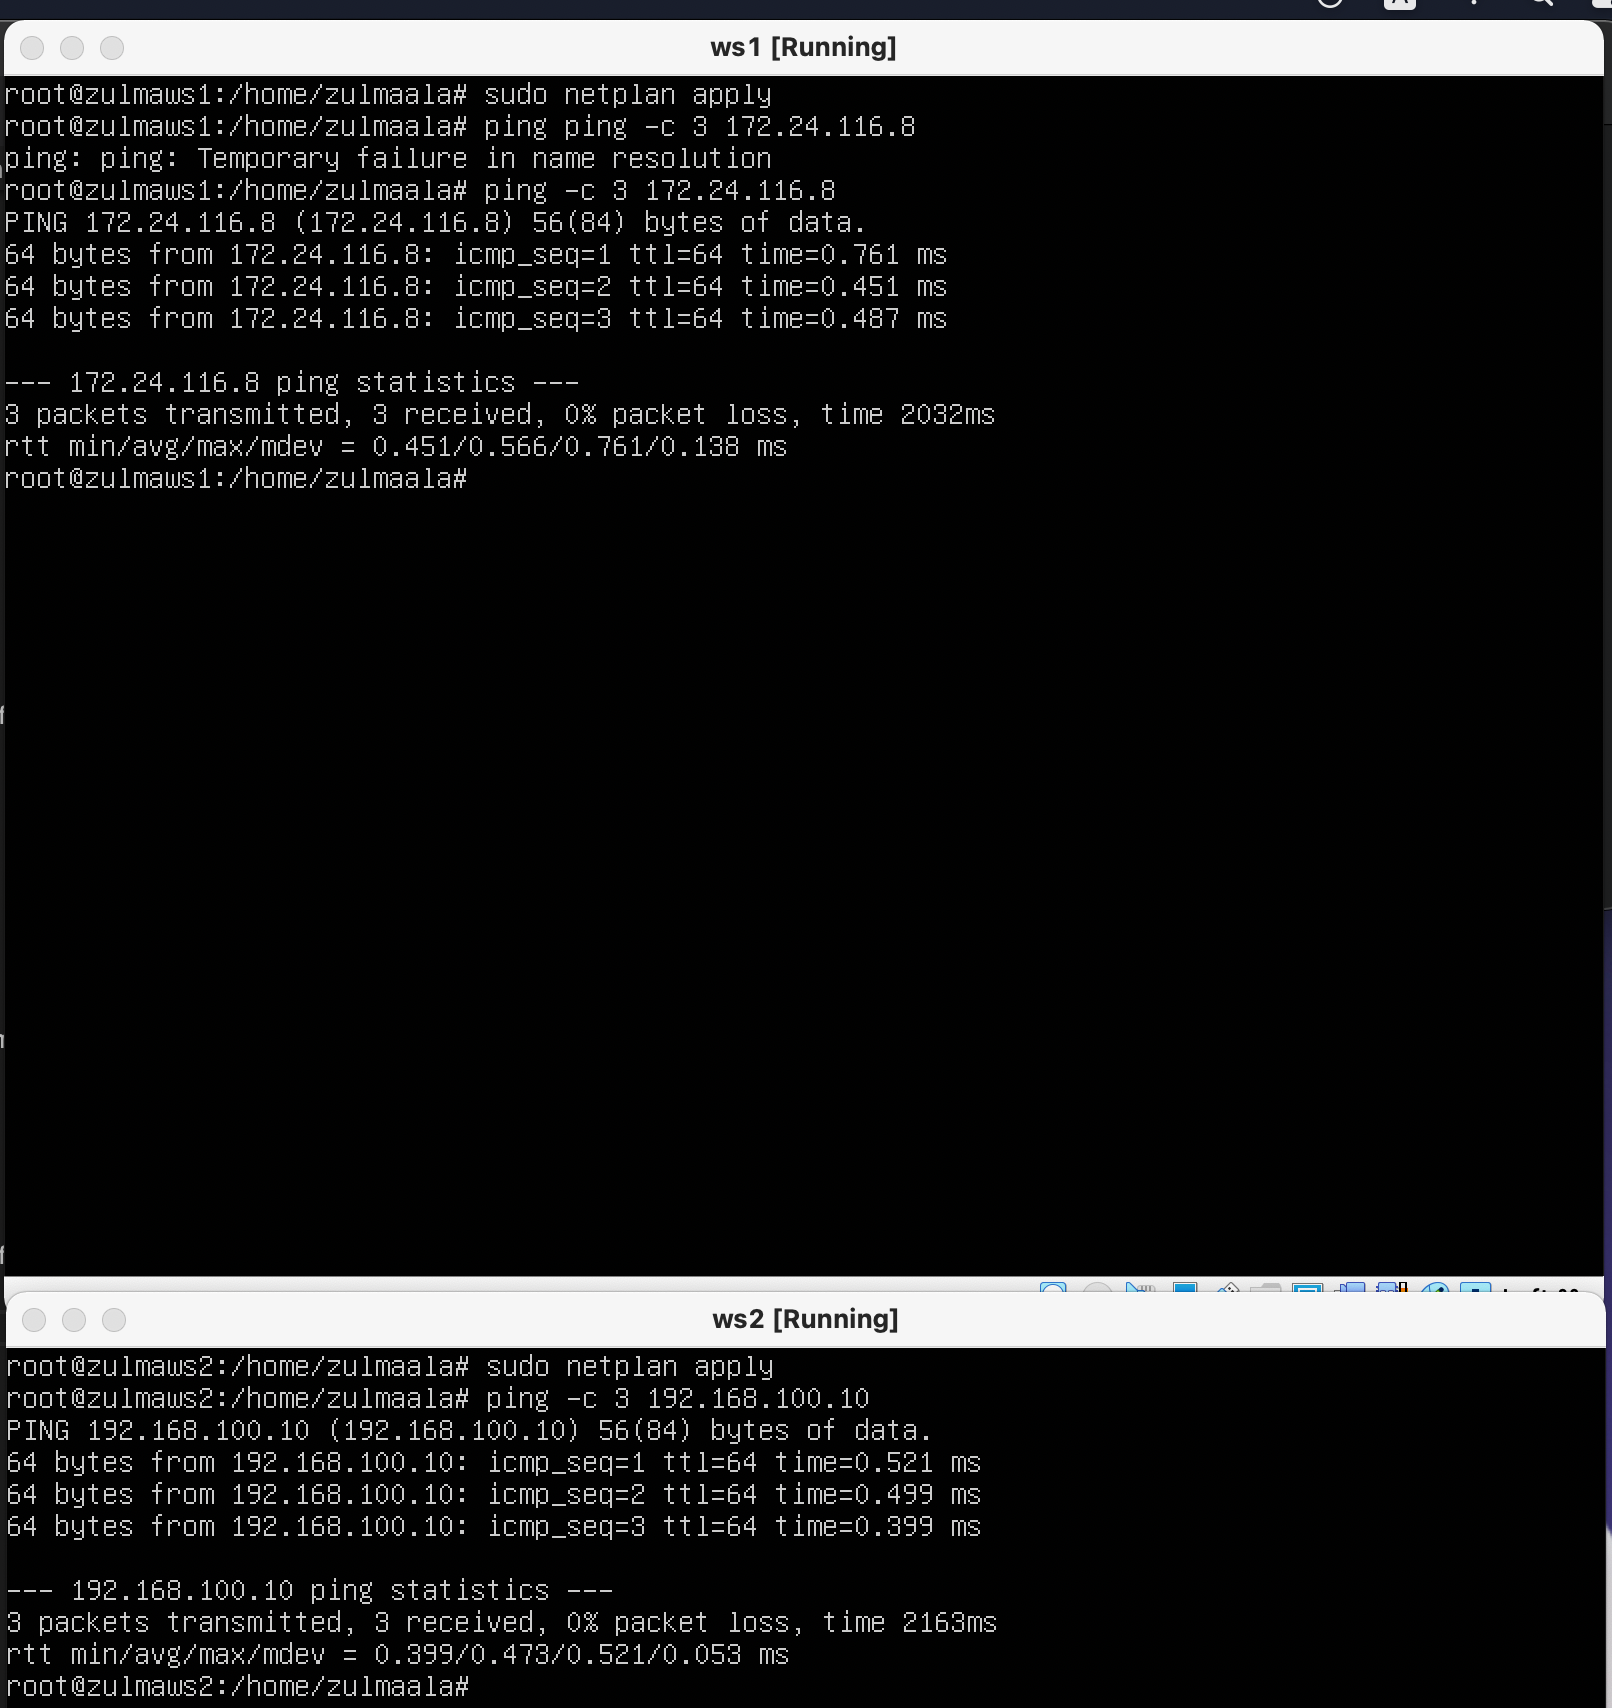 ws1 [Running]
root@zulmaws1:/home/zulmaala# sudo netplan apply
root@zulmaws1:/home/zulmaala# ping ping -c 3 172.24.116.8
ping: ping: Temporary failure in name resolution
root@zulmaws1:/home/zulmaala# ping -c 3 172.24.116.8
PING 172.24.116.8 (172.24.116.8) 56(84) bytes of data.
64 bytes from 172.24.116.8: icmp_seq=1 ttl=64 time=0.761 ms
64 bytes from 172.24.116.8: icmp_seq=2 ttl=64 time=0.451 ms
64 bytes from 172.24.116.8: icmp_seq=3 ttl=64 time=0.487 ms
--- 172.24.116.8 ping statistics ---
3 packets transmitted, 3 received, 0% packet loss, time 2032ms
rtt min/avg/max/mdev = 0.451/0.566/0.761/0.138 ms
root@zulmaws1:/home/zulmaala#
ws2 [Running]
root@zulmaws2:/home/zulmaala# sudo netplan apply
root@zulmaws2:/home/zulmaala# ping -c 3 192.168.100.10
PING 192.168.100.10 (192.168.100.10) 56(84) bytes of data.
64 bytes from 192.168.100.10: icmp_seq=1 ttl=64 time=0.521 ms
64 bytes from 192.168.100.10: icmp_seq=2 ttl=64 time=0.499 ms
64 bytes from 192.168.100.10: icmp_seq=3 ttl=64 time=0.399 ms
--- 192.168.100.10 ping statistics ---
3 packets transmitted, 3 received, 0% packet loss, time 2163ms
rtt min/avg/max/mdev = 0.399/0.473/0.521/0.053 ms
root@zulmaws2:/home/zulmaala#